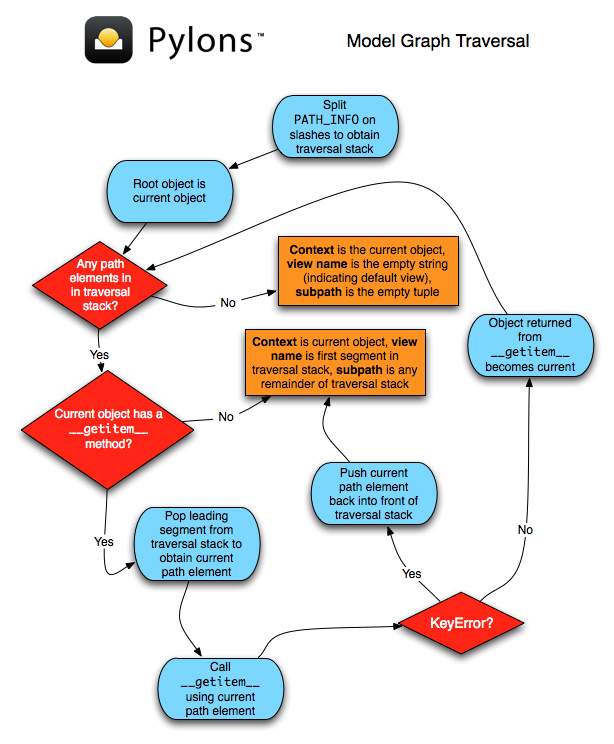 Pylons™
Model Graph Traversal
Split
PATH_INFO on
slashes to obtain
traversal stack
Root object is
current object
Any path
elements in
in traversal
stack?
No
Context is the current object,
view name is the empty string
(indicating default view),
subpath is the empty tuple
Yes
Context is current object, view
name is first segment in
traversal stack, subpath is any
remainder of traversal stack
Object returned
from
__getitem__
becomes current
Current object has a
__getitem__
method?
No
Push current
path element
back into front of
traversal stack
Yes
Pop leading
segment from
traversal stack to
obtain current
path element
No
Yes
KeyError?
Call
__getitem__
using current
path element